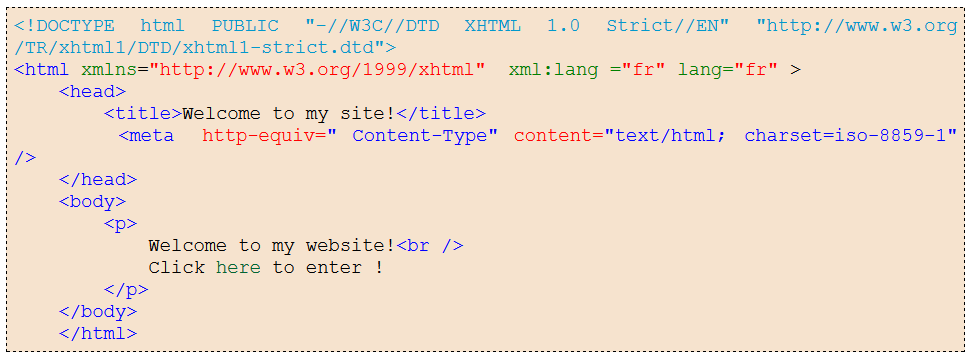 <!DOCTYPE html PUBLIC "-//W3C//DTD XHTML 1.0 Strict//EN" "http://www.w3.org
/TR/xhtml1/DTD/xhtml1-strict.dtd">
<html xmlns="http://www.w3.org/1999/xhtml" xml:lang ="fr" lang="fr" >
<head>
<title>Welcome to my site!</title>
<meta http-equiv=" Content-Type" content="text/html; charset=iso-8859-1"
/>
</head>
<body>
<p>
Welcome to my website!<br />
Click here to enter !
</p>
</body>
</html>